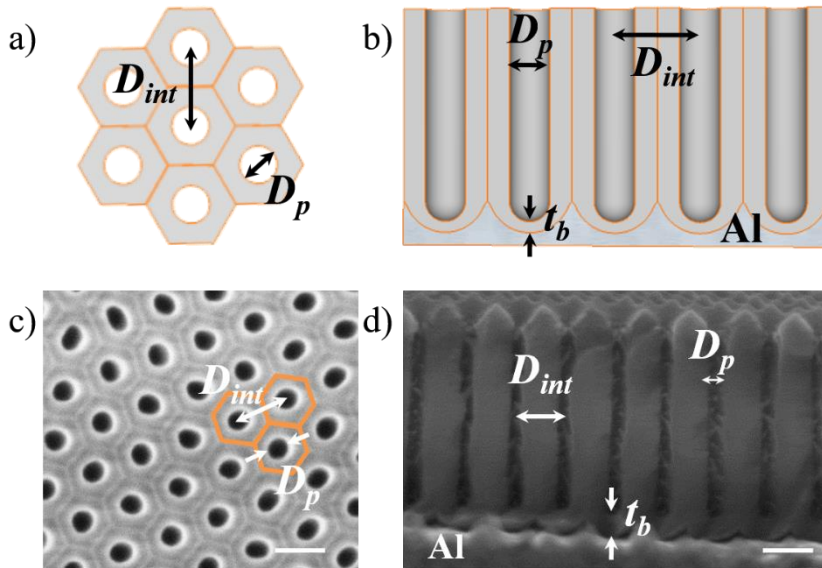 a)
D_int
D_p
b)
D_p
D_int
t_b
Al
c)
D_int
D_p
d)
D_int
D_p
t_b
Al